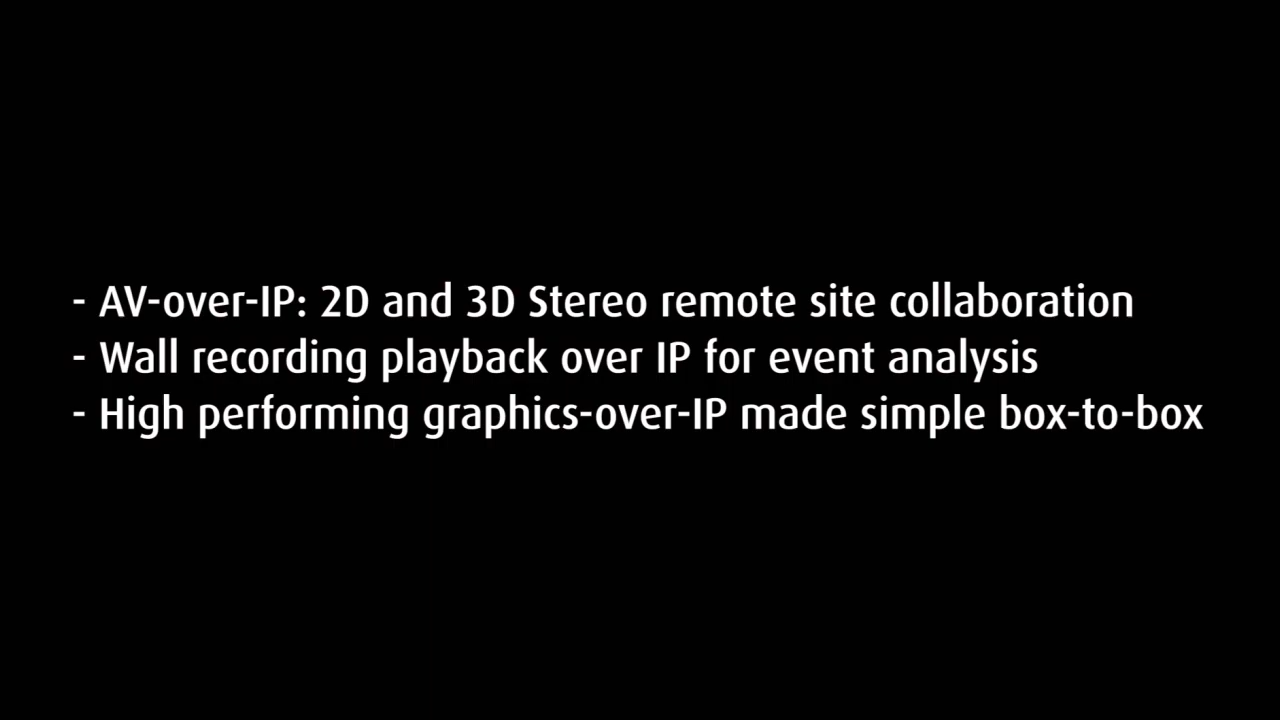 - AV-over-IP: 2D and 3D Stereo remote site collaboration
- Wall recording playback over IP for event analysis
- High performing graphics-over-IP made simple box-to-box